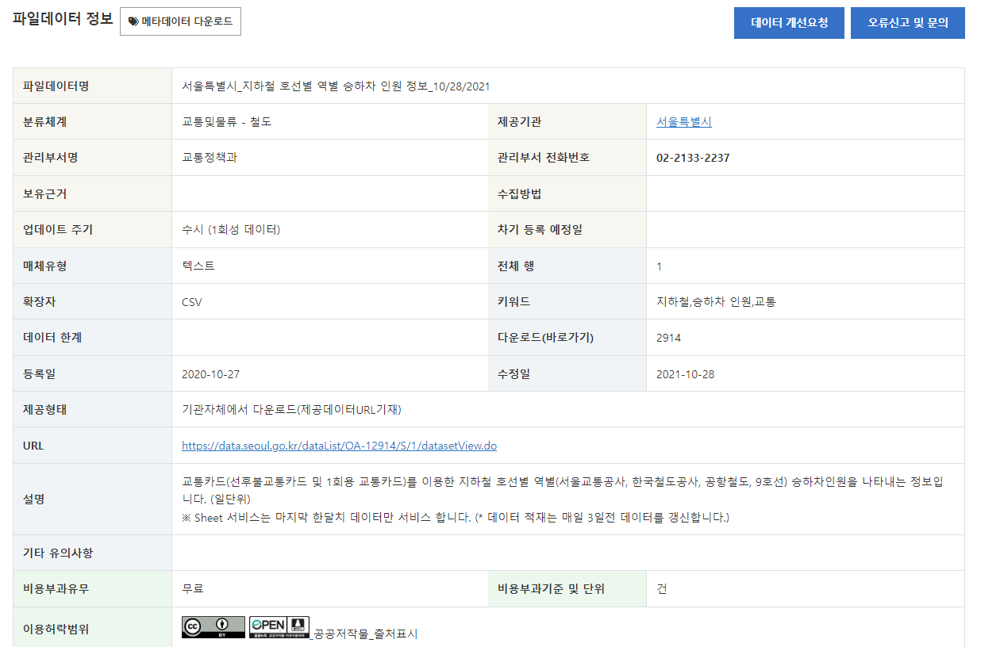 파일데이터 정보 메타데이터 다운로드 데이터 개선요청 오류신고 및 문의
파일데이터명 서울특별시_지하철 호선별 역별 승하차 인원 정보_10/28/2021
분류체계 교통및물류 - 철도 제공기관 서울특별시
관리부서명 교통정책과 관리부서 전화번호 02-2133-2237
보유근거 수집방법
업데이트 주기 수시 (1회성 데이터) 차기 등록 예정일
매체유형 텍스트 전체 행 1
확장자 CSV 키워드 지하철,승하차 인원,교통
데이터 한계 다운로드(바로가기) 2914
등록일 2020-10-27 수정일 2021-10-28
제공형태 기관자체에서 다운로드(제공데이터URL기재)
URL https://data.seoul.go.kr/dataList/OA-12914/S/1/datasetView.do
설명 교통카드(선후불교통카드 및 1회용 교통카드)를 이용한 지하철 호선별 역별(서울교통공사, 한국철도공사, 공항철도, 9호선) 승하차인원을 나타내는 정보입
니다. (일단위)
※ Sheet 서비스는 마지막 한달치 데이터만 서비스 합니다. (* 데이터 적재는 매일 3일전 데이터를 갱신합니다.)
기타 유의사항
비용부과유무 무료 비용부과기준 및 단위 건
이용허락범위 cc BY OPEN _공공저작물_출처표시